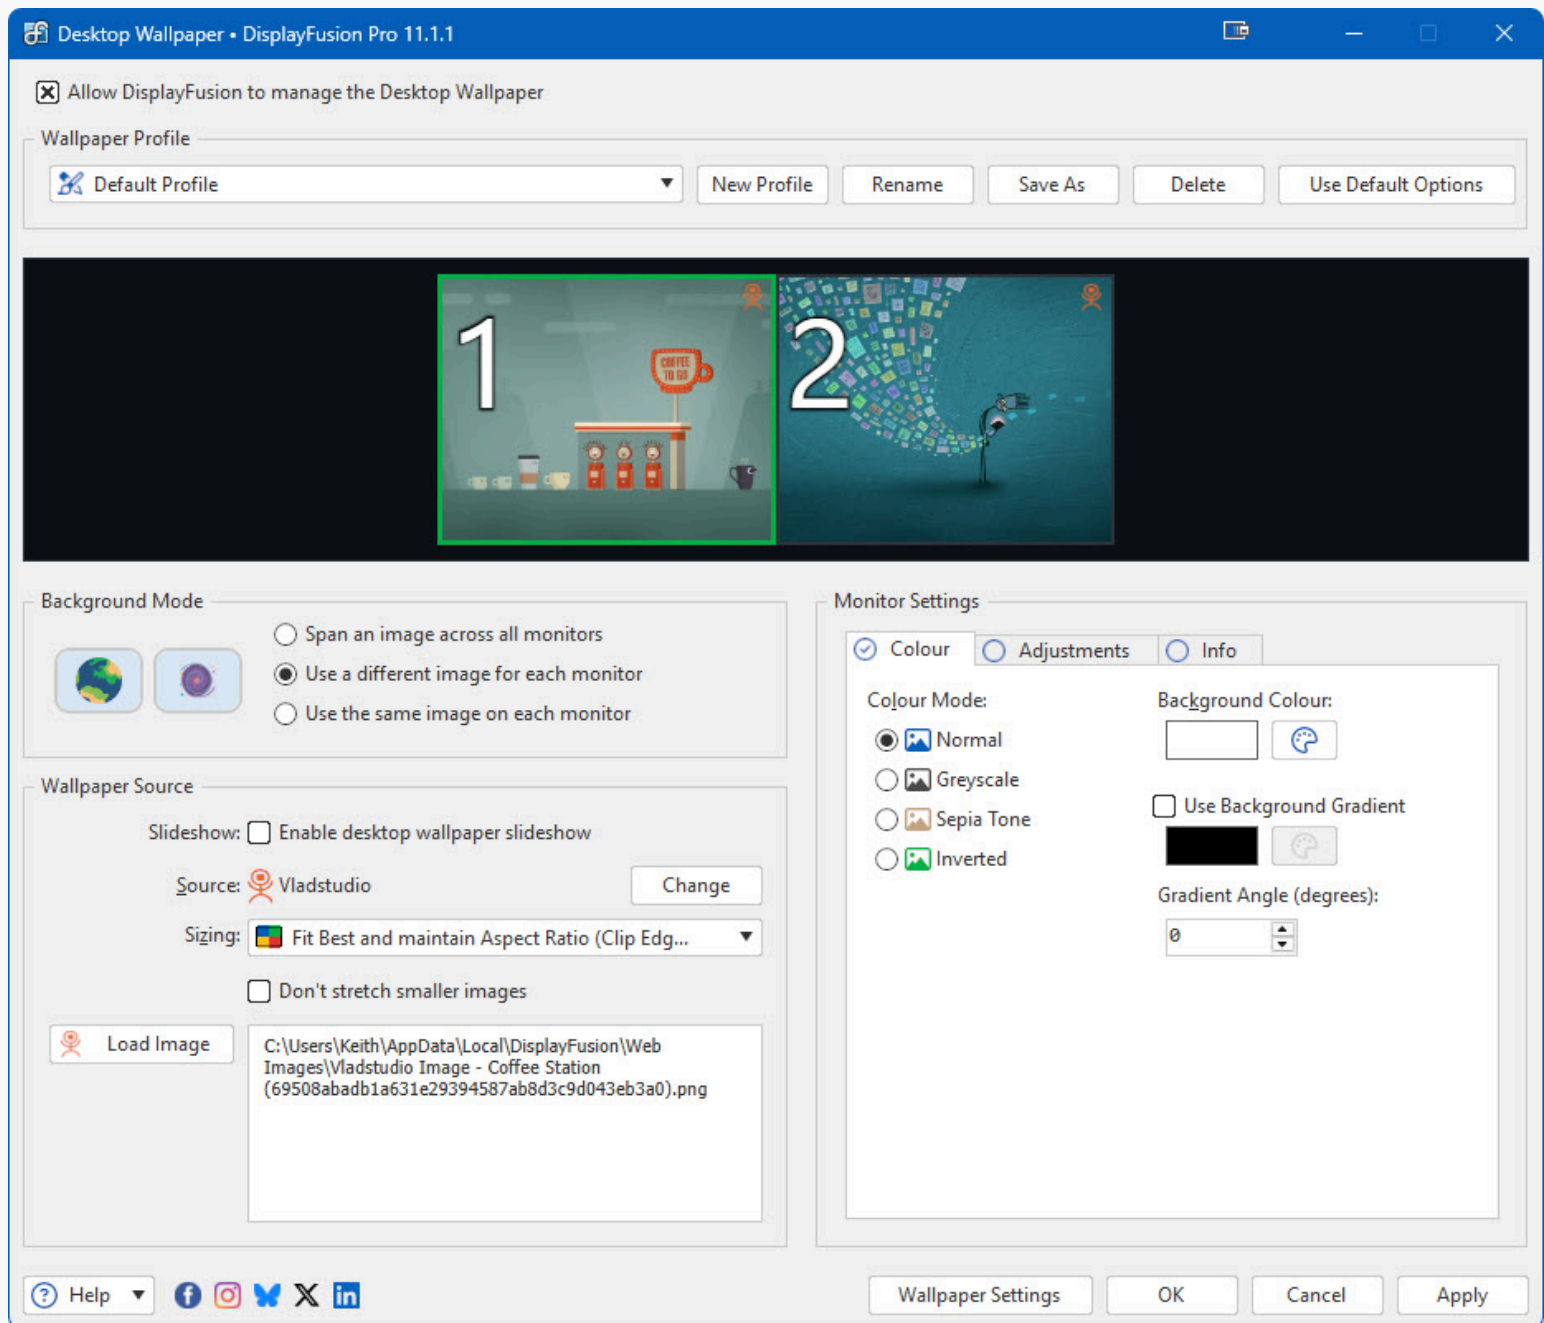 Desktop Wallpaper • DisplayFusion Pro 11.1.1
Allow DisplayFusion to manage the Desktop Wallpaper
Wallpaper Profile
Default Profile
New Profile
Rename
Save As
Delete
Use Default Options
1
COFFEE
TO GO
2
Background Mode
Span an image across all monitors
Use a different image for each monitor
Use the same image on each monitor
Wallpaper Source
Slideshow: Enable desktop wallpaper slideshow
Source: Vladstudio
Change
Sizing: Fit Best and maintain Aspect Ratio (Clip Edg...
Don't stretch smaller images
Load Image
C:\Users\Keith\AppData\Local\DisplayFusion\Web
Images\Vladstudio Image - Coffee Station
(69508abadb1a631e29394587ab8d3c9d043eb3a0).png
Monitor Settings
Colour
Adjustments
Info
Colour Mode:
Normal
Greyscale
Sepia Tone
Inverted
Background Colour:
Use Background Gradient
Gradient Angle (degrees):
0
Help
Wallpaper Settings
OK
Cancel
Apply